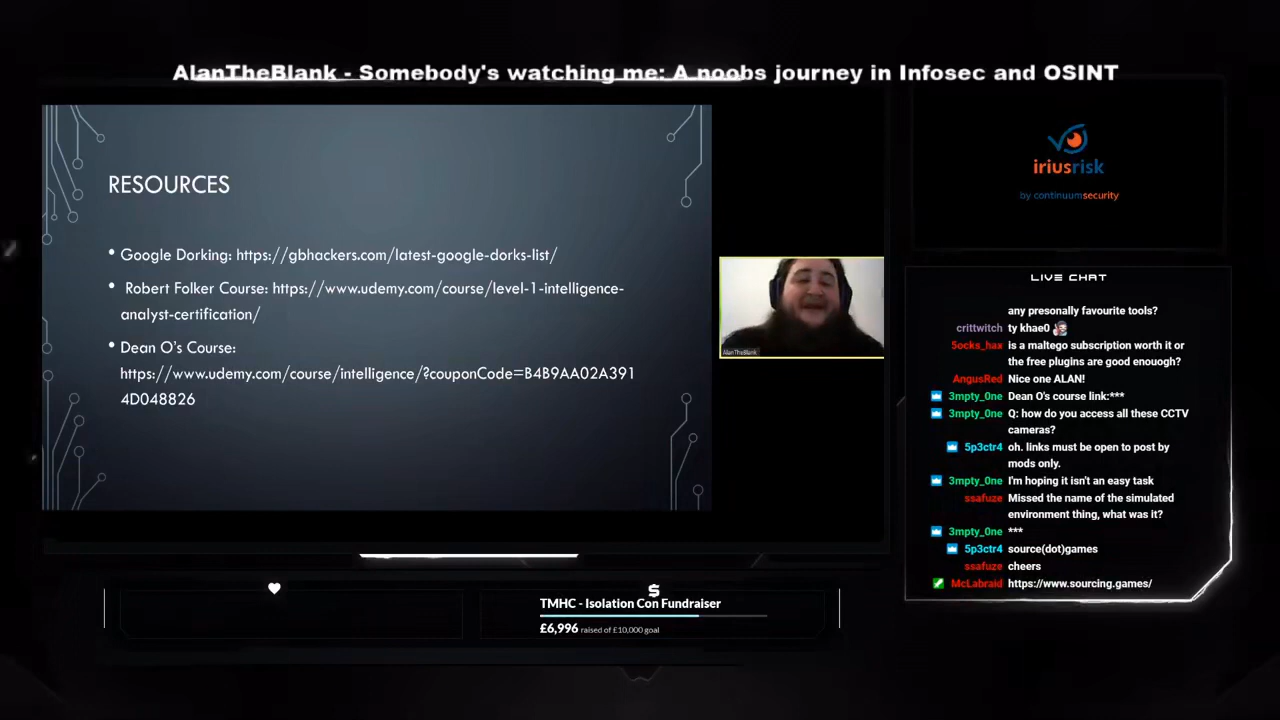 AlanTheBlank - Somebody's watching me: A noobs journey in Infosec and OSINT
RESOURCES
• Google Dorking: https://gbhackers.com/latest-google-dorks-list/
• Robert Folker Course: https://www.udemy.com/course/level-1-intelligence-
analyst-certification/
• Dean O's Course:
https://www.udemy.com/course/intelligence/?couponCode=B4B9AA02A391
4D048826
AlanTheBlank
iriusrisk
by continuumsecurity
LIVE CHAT
any presonally favourite tools?
crittwitch ty khae0
5ocks_hax is a maltego subscription worth it or
the free plugins are good enouogh?
AngusRed Nice one ALAN!
3mpty_0ne Dean O's course link:***
3mpty_0ne Q: how do you access all these CCTV
cameras?
5p3ctr4 oh. links must be open to post by
mods only.
3mpty_0ne I'm hoping it isn't an easy task
ssafuze Missed the name of the simulated
environment thing, what was it?
3mpty_0ne ***
5p3ctr4 source(dot)games
ssafuze cheers
McLabraid https://www.sourcing.games/
$
TMHC - Isolation Con Fundraiser
£6,996 raised of £10,000 goal